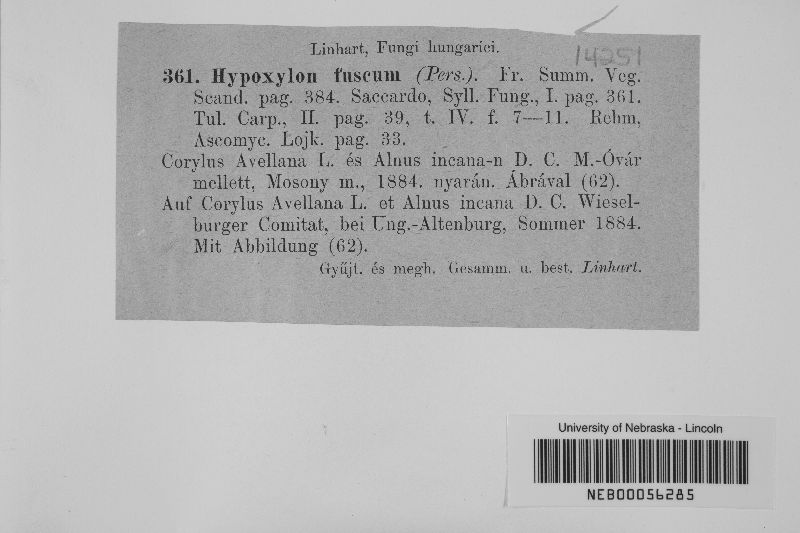 Linhart, Fungi hungarici.
14251
361. Hypoxylon fuscum (Pers.). Fr. Summ. Veg.
Scand. pag. 384. Saccardo, Syll. Fung., I. pag. 361.
Tul. Carp., II. pag. 39, t. IV. f. 7—11. Rehm,
Ascomyc. Lojk. pag. 33.
Corylus Avellana L. és Alnus incana-n D. C. M.-Óvár
mellett, Mosony m., 1884. nyarán. Ábrával (62).
Auf Corylus Avellana L. et Alnus incana D. C. Wiesel-
burger Comitat, bei Ung.-Altenburg, Sommer 1884.
Mit Abbildung (62).
Gyűjt. és megh. Gesamm. u. best. Linhart.
University of Nebraska - Lincoln
NEB00056285